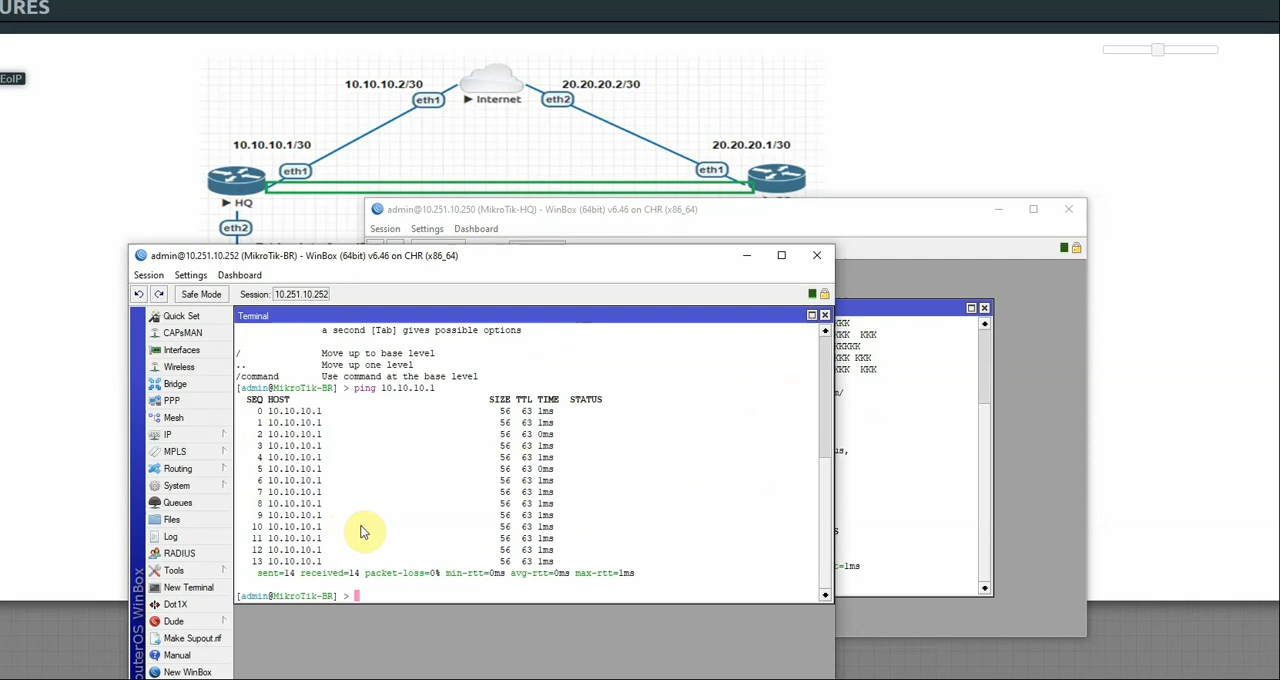 URES
EoIP
10.10.10.2/30
20.20.20.2/30
eth1
Internet
eth2
10.10.10.1/30
20.20.20.1/30
eth1
eth1
HQ
eth2
admin@10.251.10.250 (MikroTik-HQ) - WinBox (64bit) v6.46 on CHR (x86_64)
Session Settings Dashboard
KKK
KKK KKK
KKKKK
KKK KKK
KKK KKK
m/
us,
s
t=1ms
admin@10.251.10.252 (MikroTik-BR) - WinBox (64bit) v6.46 on CHR (x86_64)
Session Settings Dashboard
Safe Mode Session: 10.251.10.252
Quick Set
CAPsMAN
Interfaces
Wireless
Bridge
PPP
Mesh
IP
MPLS
Routing
System
Queues
Files
Log
RADIUS
Tools
New Terminal
Dot1X
Dude
Make Supout.rif
Manual
New WinBox
outerOS WinBox
Terminal
a second [Tab] gives possible options
/ Move up to base level
.. Move up one level
/command Use command at the base level
[admin@MikroTik-BR] > ping 10.10.10.1
SEQ HOST SIZE TTL TIME STATUS
0 10.10.10.1 56 63 1ms
1 10.10.10.1 56 63 1ms
2 10.10.10.1 56 63 0ms
3 10.10.10.1 56 63 1ms
4 10.10.10.1 56 63 1ms
5 10.10.10.1 56 63 0ms
6 10.10.10.1 56 63 1ms
7 10.10.10.1 56 63 1ms
8 10.10.10.1 56 63 1ms
9 10.10.10.1 56 63 1ms
10 10.10.10.1 56 63 1ms
11 10.10.10.1 56 63 1ms
12 10.10.10.1 56 63 1ms
13 10.10.10.1 56 63 1ms
sent=14 received=14 packet-loss=0% min-rtt=0ms avg-rtt=0ms max-rtt=1ms
[admin@MikroTik-BR] >